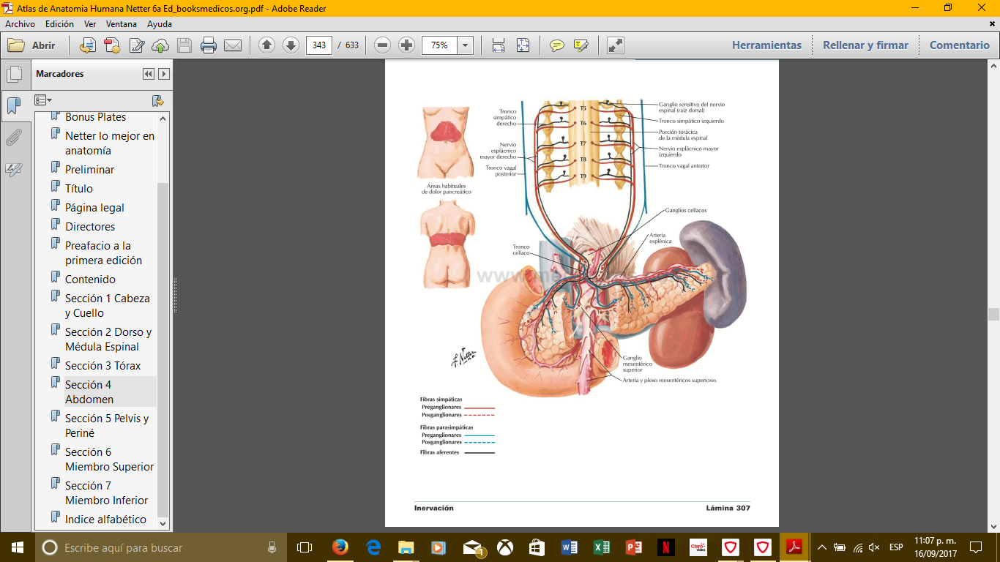 Atlas de Anatomia Humana Netter 6a Ed_booksmedicos.org.pdf - Adobe Reader
Archivo Edición Ver Ventana Ayuda
Abrir
343 / 633
75%
Herramientas
Rellenar y firmar
Comentario
Marcadores
Bonus Plates
Netter lo mejor en
anatomía
Preliminar
Título
Página legal
Directores
Prefacio a la
primera edición
Contenido
Sección 1 Cabeza
y Cuello
Sección 2 Dorso y
Médula Espinal
Sección 3 Tórax
Sección 4
Abdomen
Sección 5 Pelvis y
Periné
Sección 6
Miembro Superior
Sección 7
Miembro Inferior
Indice alfabético
Áreas habituales
de dolor pancreático
Tronco
simpático
derecho
Nervio
esplácnico
mayor derecho
Tronco vagal
posterior
T5
T6
T7
T8
T9
Ganglio sensitivo del nervio
espinal (raíz dorsal)
Tronco simpático izquierdo
Porción torácica
de la médula espinal
Nervio esplácnico mayor
izquierdo
Tronco vagal anterior
Ganglios celíacos
Arteria
esplénica
Tronco
celíaco
Ganglio
mesentérico
superior
Arteria y plexo mesentéricos superiores
F. Netter
Fibras simpáticas
Preganglionares
Posganglionares
Fibras parasimpáticas
Preganglionares
Posganglionares
Fibras aferentes
Inervación
Lámina 307
Escribe aquí para buscar
1
N
Claro
video
ESP
11:07 p. m.
16/09/2017